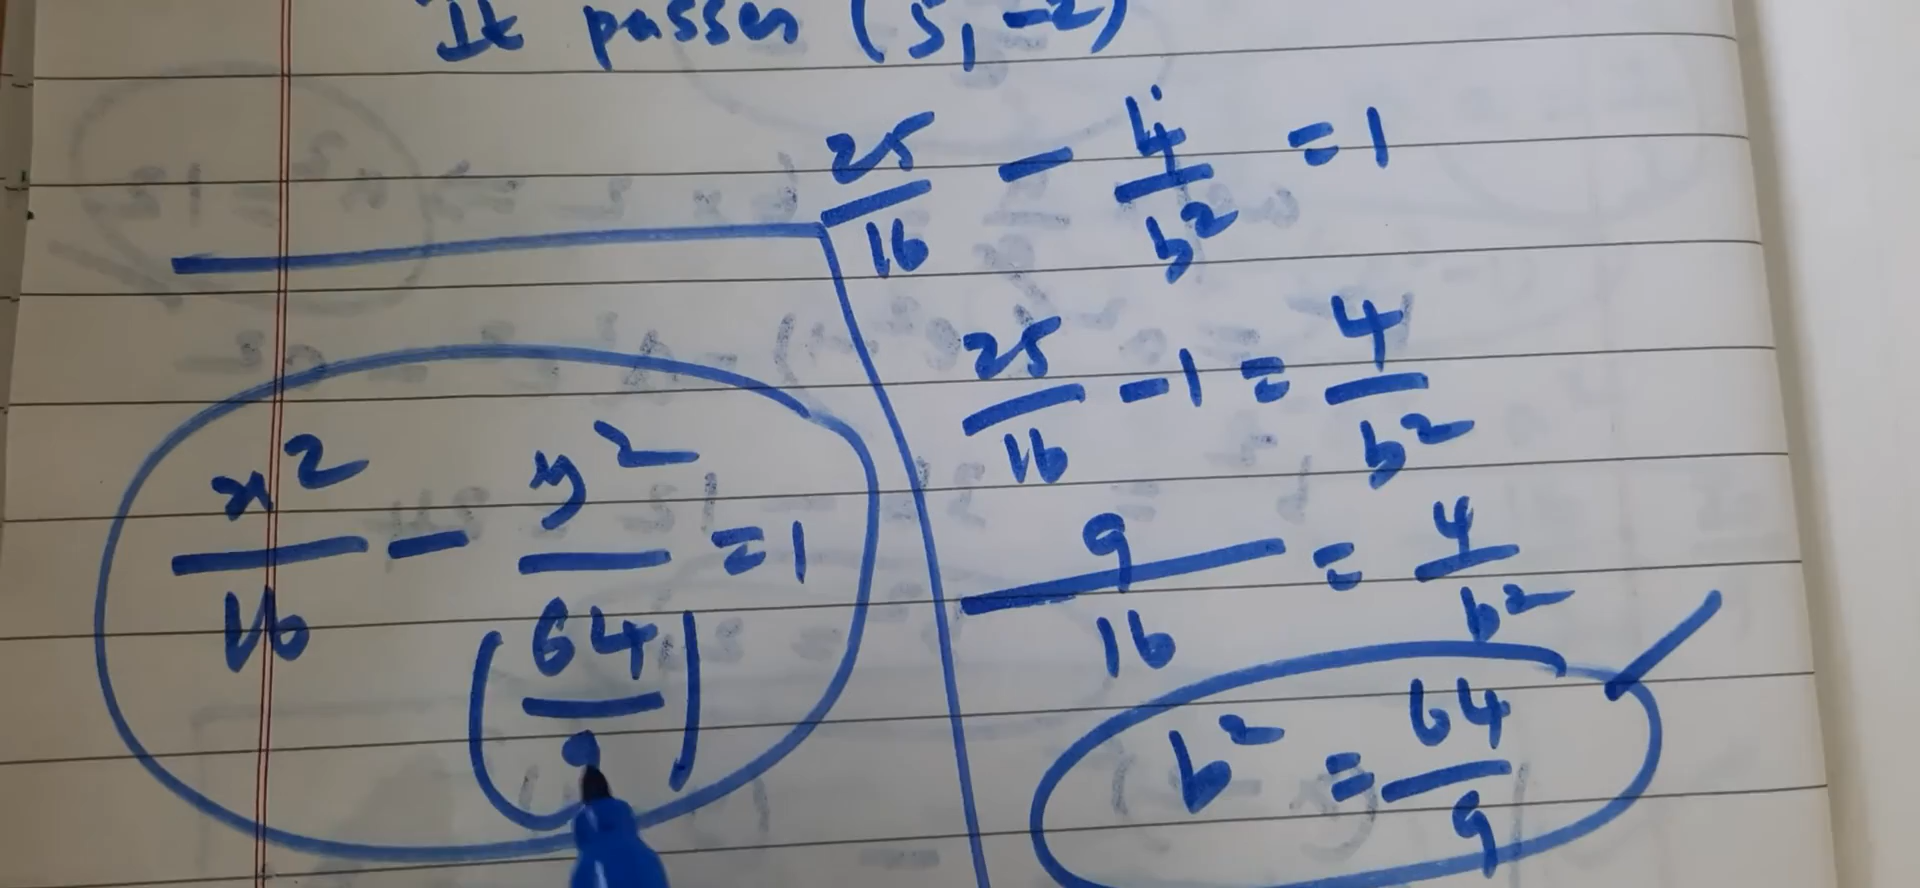 It passes (5, -2)
25/16 - 4/b² = 1
25/16 - 1 = 4/b²
9/16 = 4/b²
b² = 64/9
x²/16 - y²/(64/9) = 1